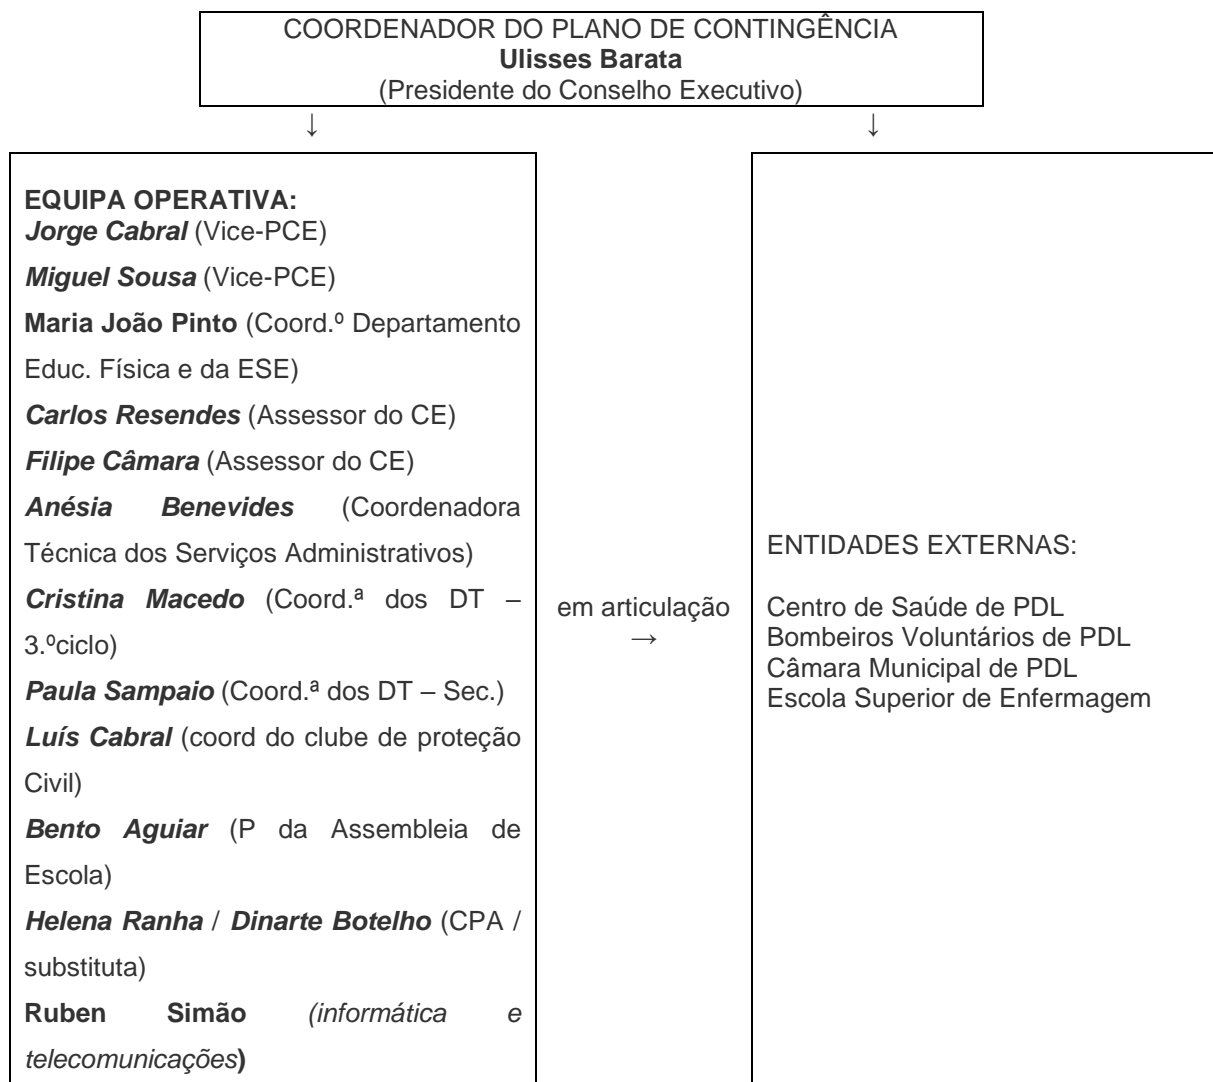 COORDENADOR DO PLANO DE CONTINGÊNCIA
Ulisses Barata
(Presidente do Conselho Executivo)
↓ ↓
EQUIPA OPERATIVA:
Jorge Cabral (Vice-PCE)
Miguel Sousa (Vice-PCE)
Maria João Pinto (Coord.º Departamento
Educ. Física e da ESE)
Carlos Resendes (Assessor do CE)
Filipe Câmara (Assessor do CE)
Anésia Benevides (Coordenadora
Técnica dos Serviços Administrativos)
Cristina Macedo (Coord.ª dos DT –
3.ºciclo)
Paula Sampaio (Coord.ª dos DT – Sec.)
Luís Cabral (coord do clube de proteção
Civil)
Bento Aguiar (P da Assembleia de
Escola)
Helena Ranha / Dinarte Botelho (CPA /
substituta)
Ruben Simão (informática e
telecomunicações)
em articulação
→
ENTIDADES EXTERNAS:
Centro de Saúde de PDL
Bombeiros Voluntários de PDL
Câmara Municipal de PDL
Escola Superior de Enfermagem